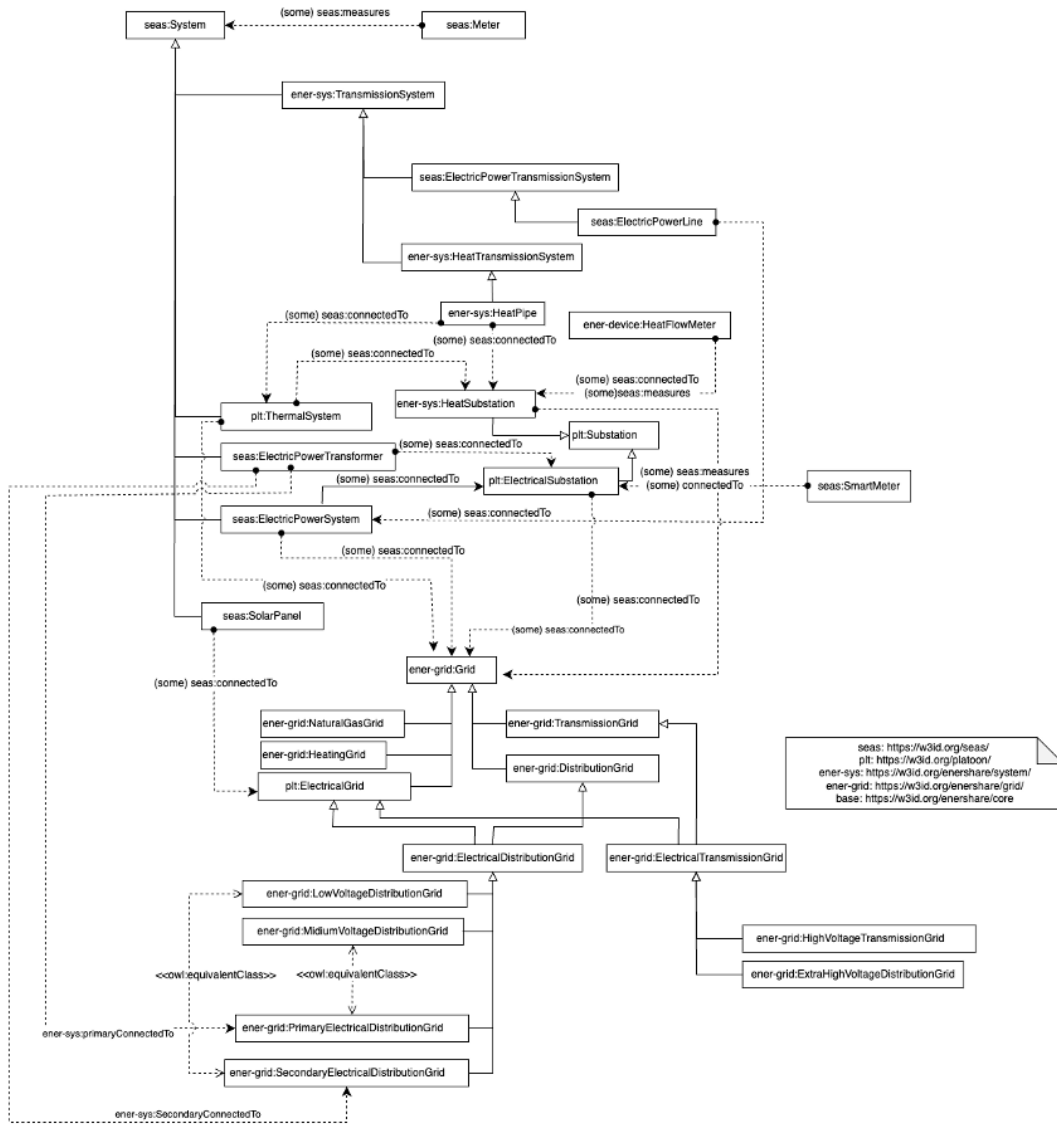 (some) seas:measures
seas:System
seas:Meter
ener-sys:TransmissionSystem
seas:ElectricPowerTransmissionSystem
seas:ElectricPowerLine
ener-sys:HeatTransmissionSystem
ener-sys:HeatPipe
(some) seas:connectedTo
ener-device:HeatFlowMeter
(some) seas:connectedTo
(some) seas:connectedTo
(some) seas:connectedTo
(some)seas:measures
ener-sys:HeatSubstation
plt:ThermalSystem
plt:Substation
(some) seas:connectedTo
seas:ElectricPowerTransformer
(some) seas:measures
(some) connectedTo
plt:ElectricalSubstation
(some) seas:connectedTo
seas:SmartMeter
seas:ElectricPowerSystem
(some) seas:connectedTo
(some) seas:connectedTo
(some) seas:connectedTo
(some) seas:connectedTo
seas:SolarPanel
(some) seas:connectedTo
ener-grid:Grid
(some) seas:connectedTo
ener-grid:NaturalGasGrid
ener-grid:TransmissionGrid
ener-grid:HeatingGrid
ener-grid:DistributionGrid
plt:ElectricalGrid
seas: https://w3id.org/seas/
plt: https://w3id.org/platoon/
ener-sys: https://w3id.org/enershare/system/
ener-grid: https://w3id.org/enershare/grid/
base: https://w3id.org/enershare/core
ener-grid:ElectricalDistributionGrid
ener-grid:ElectricalTransmissionGrid
ener-grid:LowVoltageDistributionGrid
ener-grid:MidiumVoltageDistributionGrid
ener-grid:HighVoltageTransmissionGrid
<<owl:equivalentClass>>
<<owl:equivalentClass>>
ener-grid:ExtraHighVoltageDistributionGrid
ener-grid:PrimaryElectricalDistributionGrid
ener-sys:primaryConnectedTo
ener-grid:SecondaryElectricalDistributionGrid
ener-sys:SecondaryConnectedTo